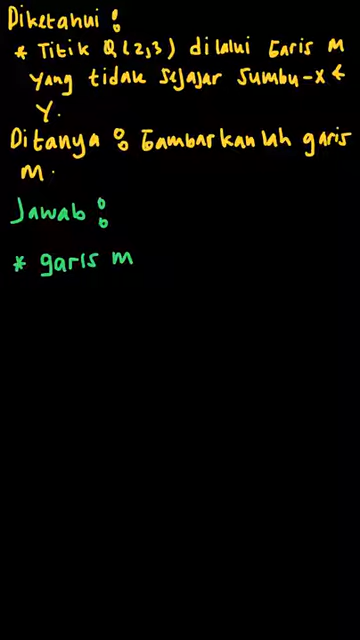 Diketahui :
* Titik Q (2,3) dilalui Garis m
yang tidak sejajar sumbu-x &
y.
Ditanya : Gambarkanlah garis
m.
Jawab :
* garis m